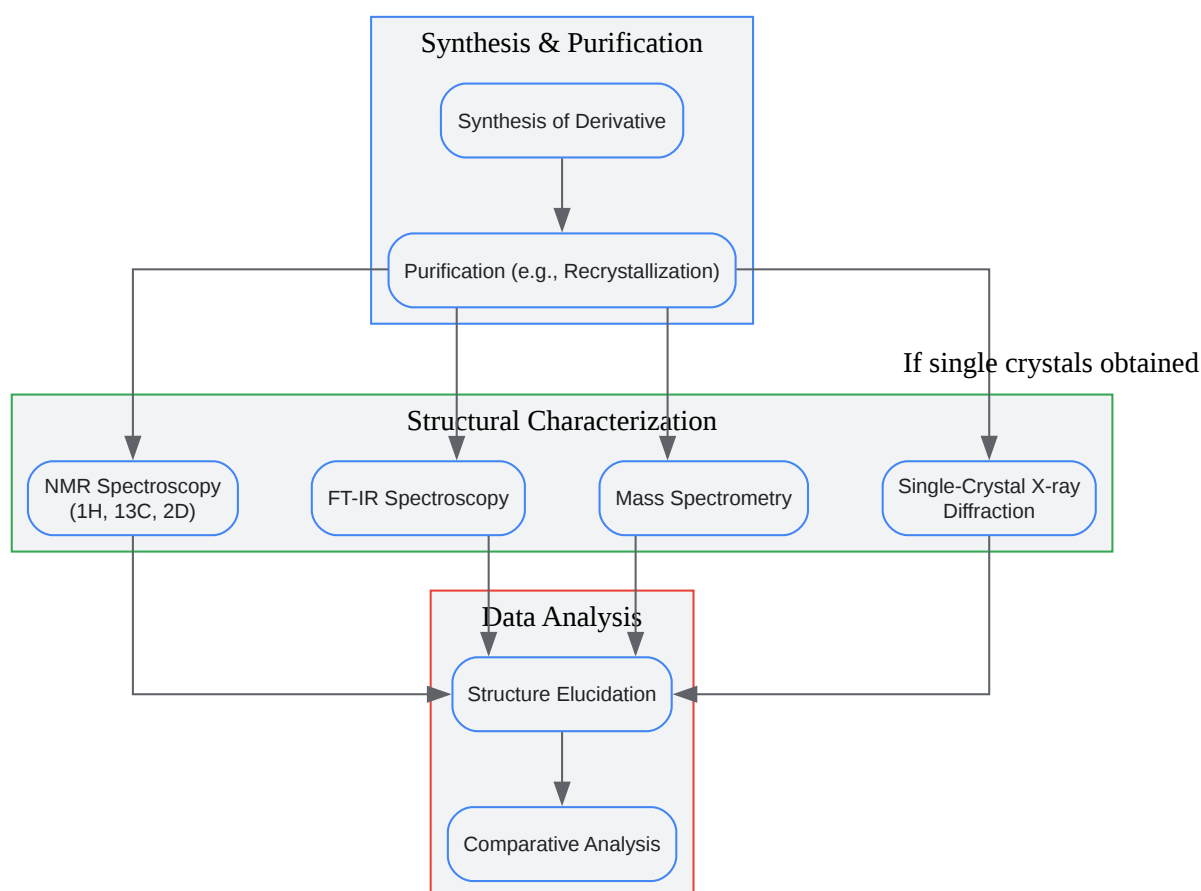 Synthesis & Purification
Synthesis of Derivative
Purification (e.g., Recrystallization)
If single crystals obtained
Structural Characterization
NMR Spectroscopy
(1H, 13C, 2D)
FT-IR Spectroscopy
Mass Spectrometry
Single-Crystal X-ray
Diffraction
Data Analysis
Structure Elucidation
Comparative Analysis